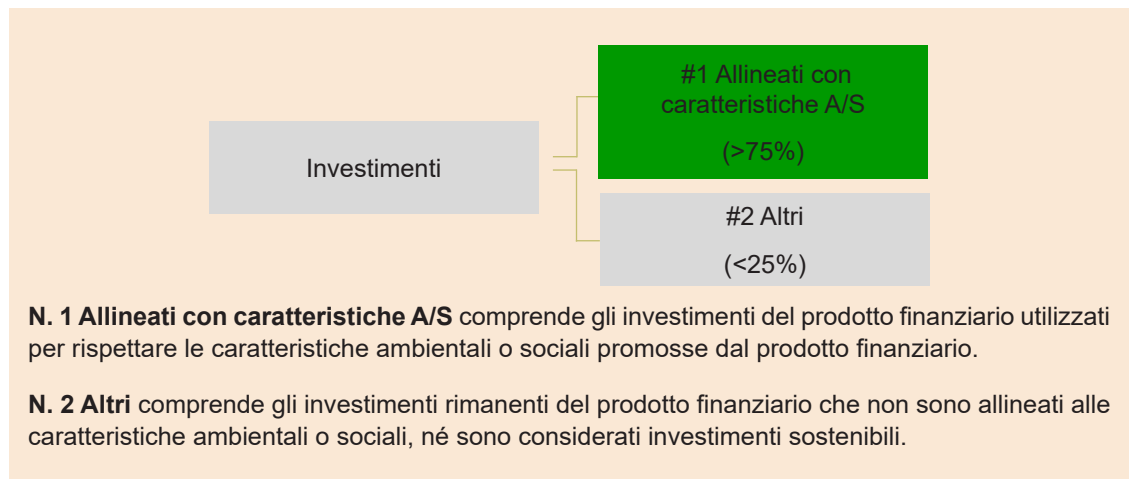 #1 Allineati con
caratteristiche A/S
(>75%)
Investimenti
#2 Altri
(<25%)
N. 1 Allineati con caratteristiche A/S comprende gli investimenti del prodotto finanziario utilizzati
per rispettare le caratteristiche ambientali o sociali promosse dal prodotto finanziario.
N. 2 Altri comprende gli investimenti rimanenti del prodotto finanziario che non sono allineati alle
caratteristiche ambientali o sociali, né sono considerati investimenti sostenibili.